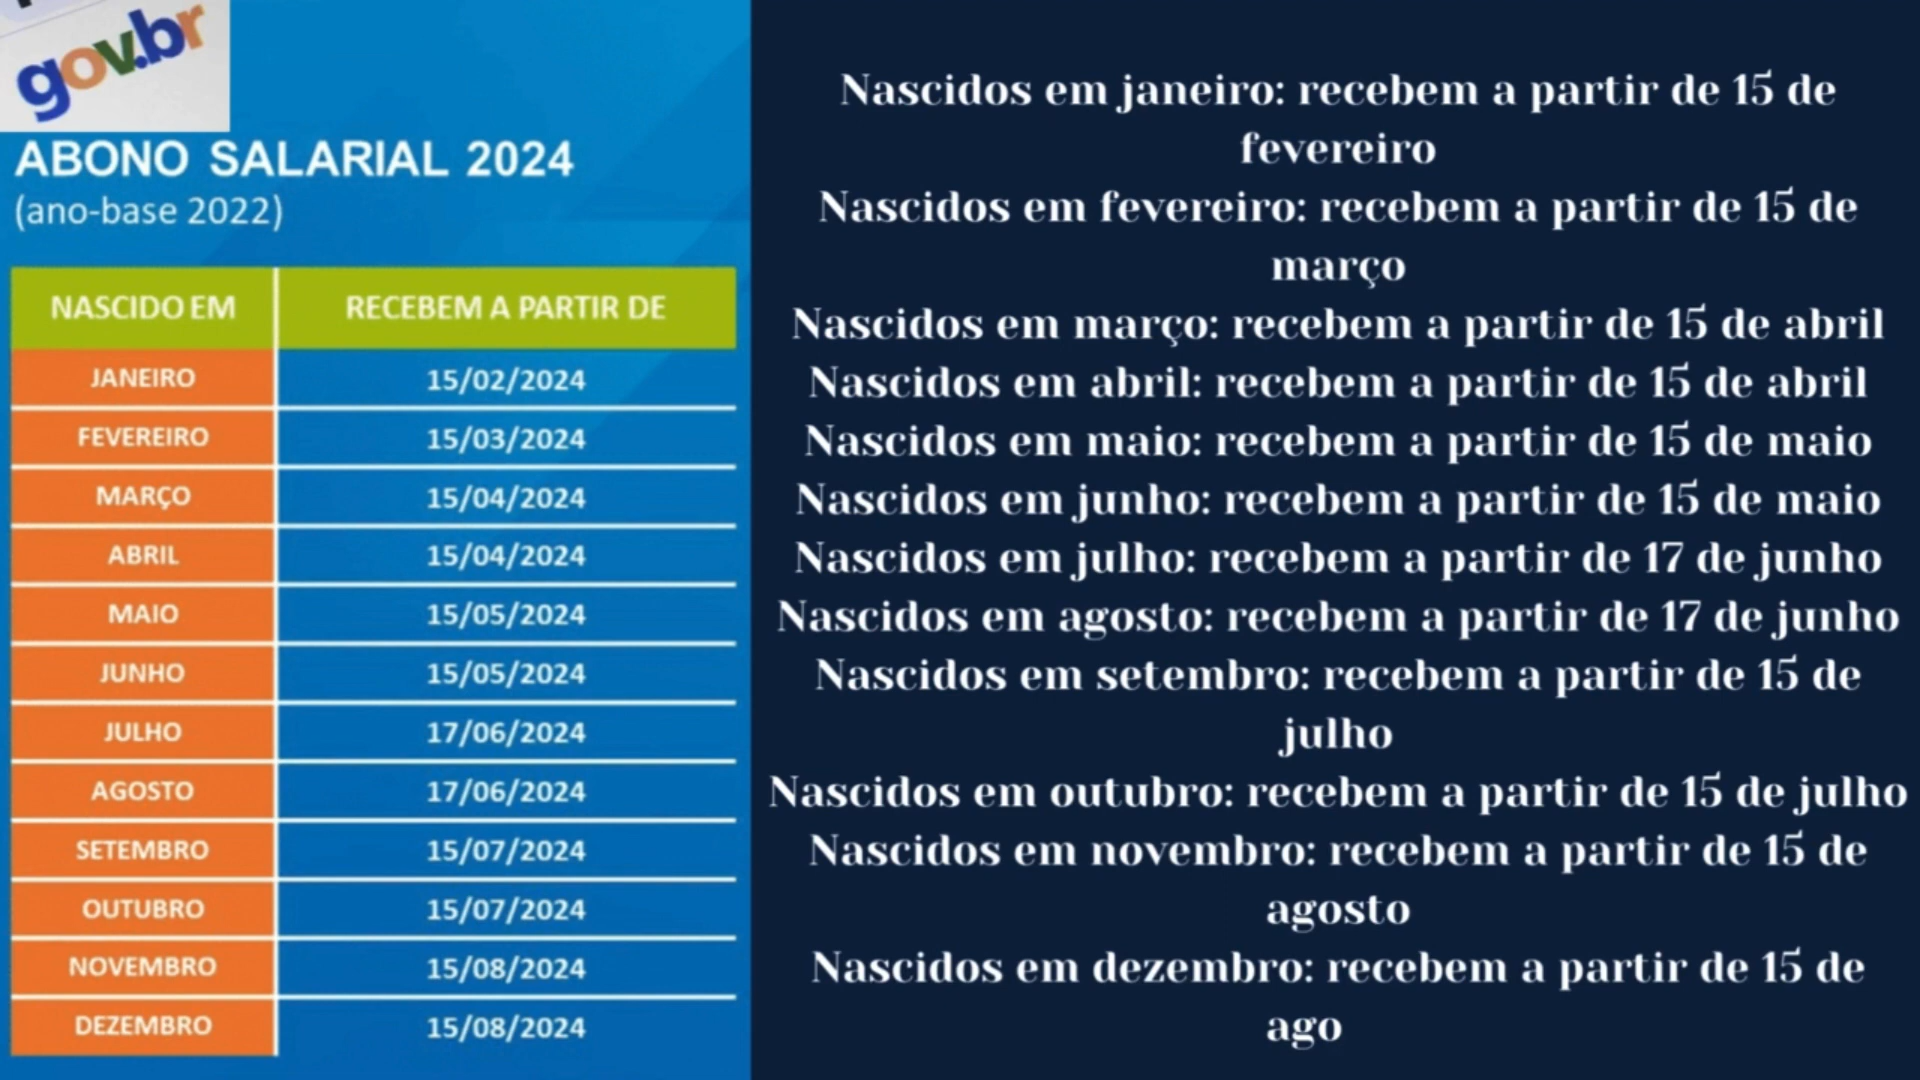 gov.br
ABONO SALARIAL 2024
(ano-base 2022)
NASCIDO EM RECEBEM A PARTIR DE
JANEIRO 15/02/2024
FEVEREIRO 15/03/2024
MARÇO 15/04/2024
ABRIL 15/04/2024
MAIO 15/05/2024
JUNHO 15/05/2024
JULHO 17/06/2024
AGOSTO 17/06/2024
SETEMBRO 15/07/2024
OUTUBRO 15/07/2024
NOVEMBRO 15/08/2024
DEZEMBRO 15/08/2024
Nascidos em janeiro: recebem a partir de 15 de
fevereiro
Nascidos em fevereiro: recebem a partir de 15 de
março
Nascidos em março: recebem a partir de 15 de abril
Nascidos em abril: recebem a partir de 15 de abril
Nascidos em maio: recebem a partir de 15 de maio
Nascidos em junho: recebem a partir de 15 de maio
Nascidos em julho: recebem a partir de 17 de junho
Nascidos em agosto: recebem a partir de 17 de junho
Nascidos em setembro: recebem a partir de 15 de
julho
Nascidos em outubro: recebem a partir de 15 de julho
Nascidos em novembro: recebem a partir de 15 de
agosto
Nascidos em dezembro: recebem a partir de 15 de
ago